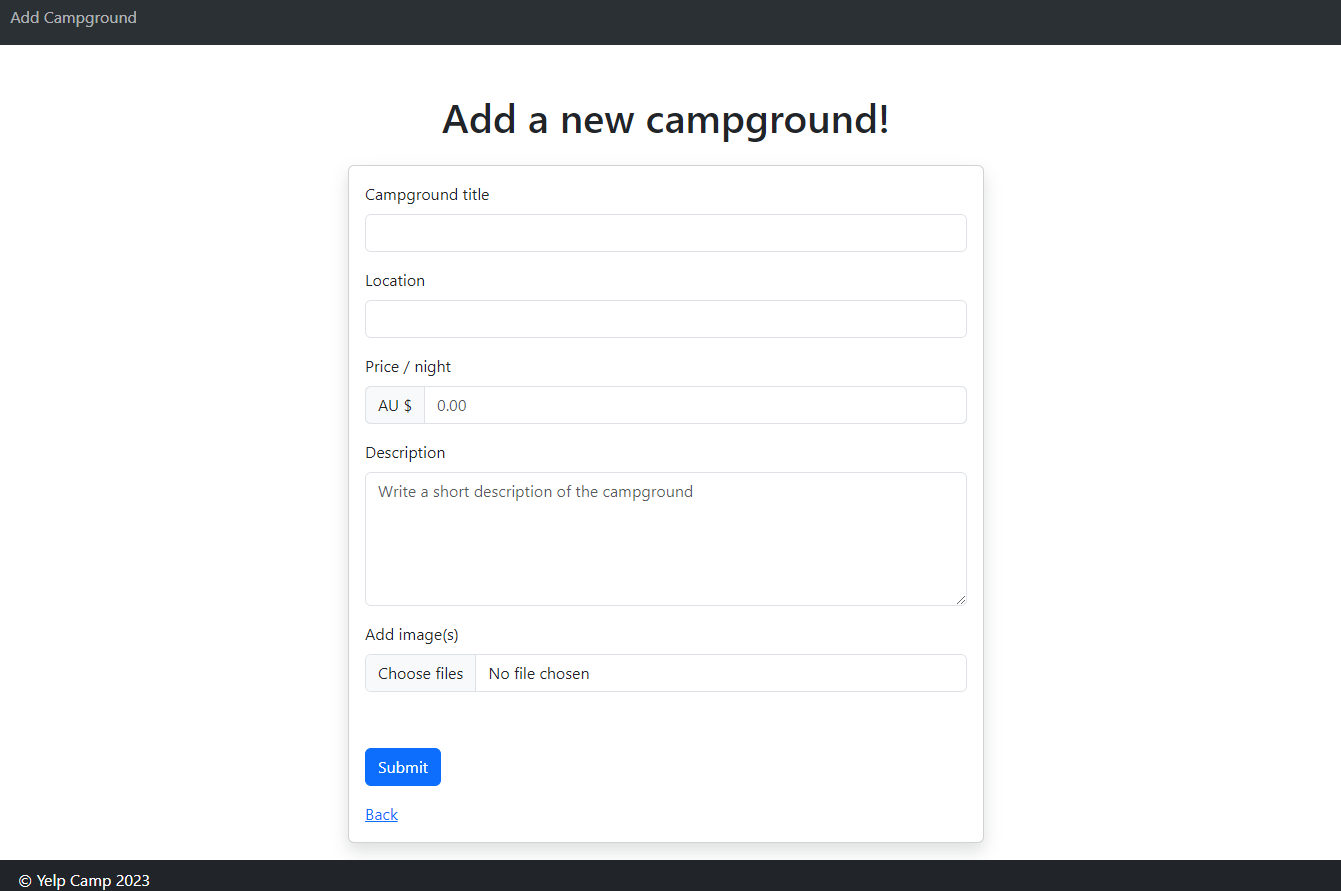 Add Campground
Add a new campground!
Campground title
Location
Price / night
AU $ 0.00
Description
Write a short description of the campground
Add image(s)
Choose files No file chosen
Submit
Back
© Yelp Camp 2023